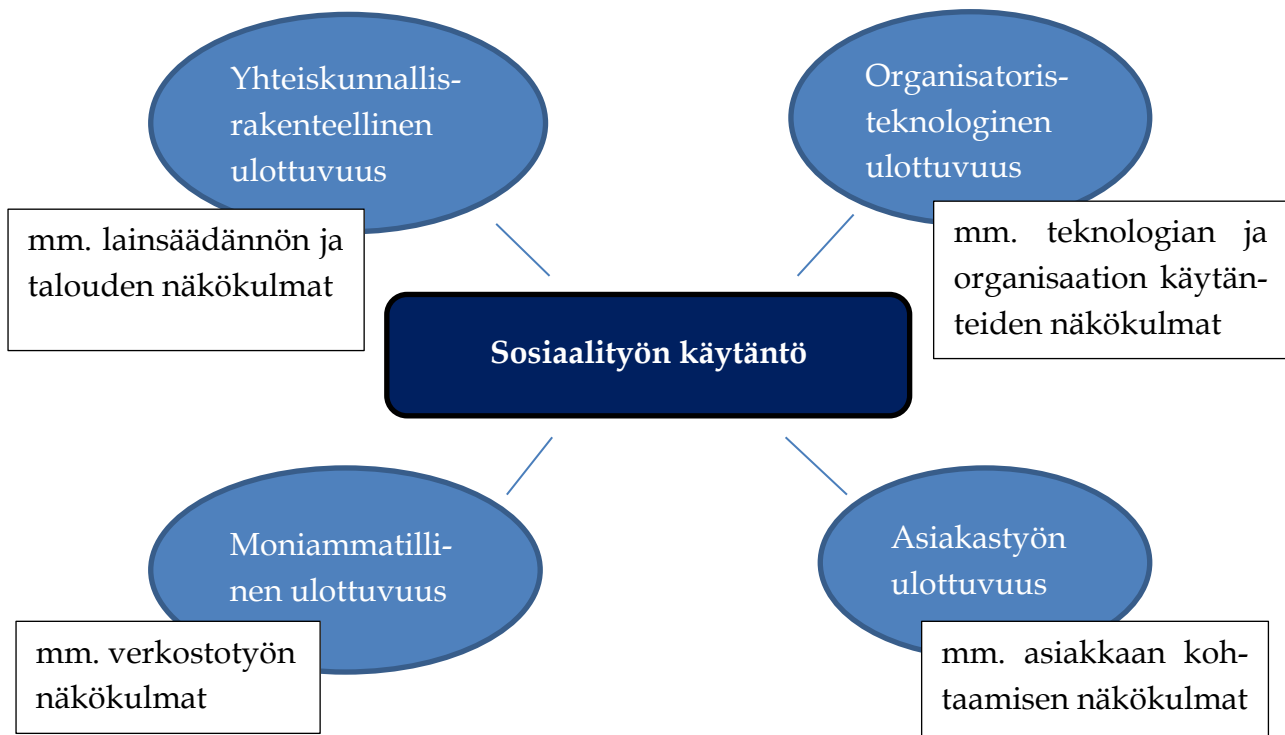 Yhteiskunnallis-
rakenteellinen
ulottuvuus
mm. lainsäädännön ja
talouden näkökulmat
Organisatoris-
teknologinen
ulottuvuus
mm. teknologian ja
organisaation käytän-
teiden näkökulmat
Sosiaalityön käytäntö
Moniammatilli-
nen ulottuvuus
mm. verkostotyön
näkökulmat
Asiakastyön
ulottuvuus
mm. asiakkaan koh-
taamisen näkökulmat